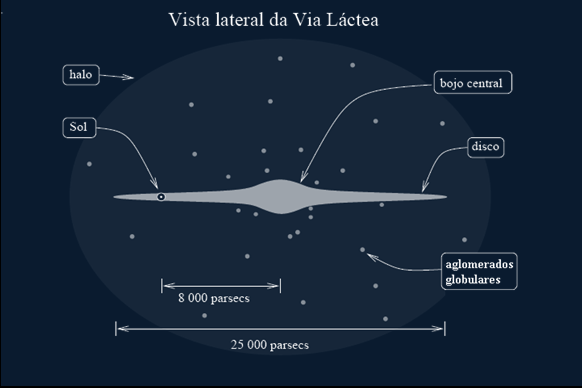 Vista lateral da Via Láctea
halo
bojo central
Sol
disco
aglomerados
globulares
8 000 parsecs
25 000 parsecs